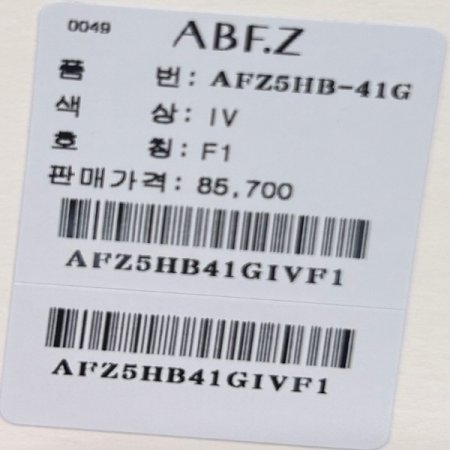 0049 ABF.Z
품 번: AFZ5HB-41G
색 상: IV
호 칭: F1
판매가격: 85,700
AFZ5HB41GIVF1
AFZ5HB41GIVF1